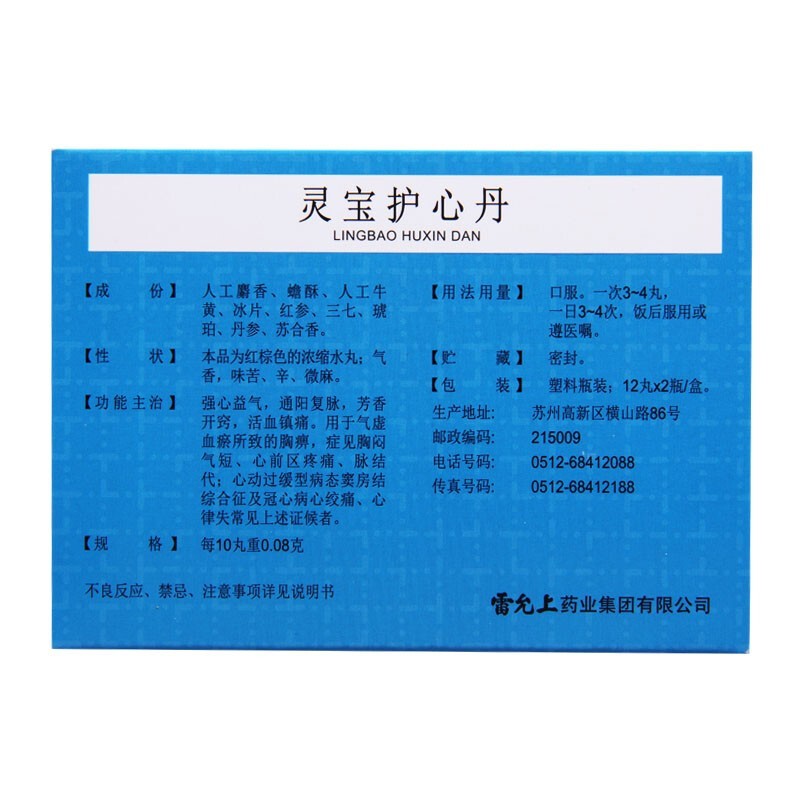 灵宝护心丹
LINGBAO HUXIN DAN
【成 份】 人工麝香、蟾酥、人工牛
黄、冰片、红参、三七、琥
珀、丹参、苏合香。
【性 状】 本品为红棕色的浓缩水丸；气
香，味苦、辛、微麻。
【功能主治】 强心益气，通阳复脉，芳香
开窍，活血镇痛。用于气虚
血瘀所致的胸痹，症见胸闷
气短、心前区疼痛、脉结
代；心动过缓型病态窦房结
综合征及冠心病心绞痛、心
律失常见上述证候者。
【规 格】 每10丸重0.08克
不良反应、禁忌、注意事项详见说明书
【用法用量】 口服。一次3~4丸，
一日3~4次，饭后服用或
遵医嘱。
【贮 藏】 密封。
【包 装】 塑料瓶装；12丸x2瓶/盒。
生产地址: 苏州高新区横山路86号
邮政编码: 215009
电话号码: 0512-68412088
传真号码: 0512-68412188
雷允上药业集团有限公司